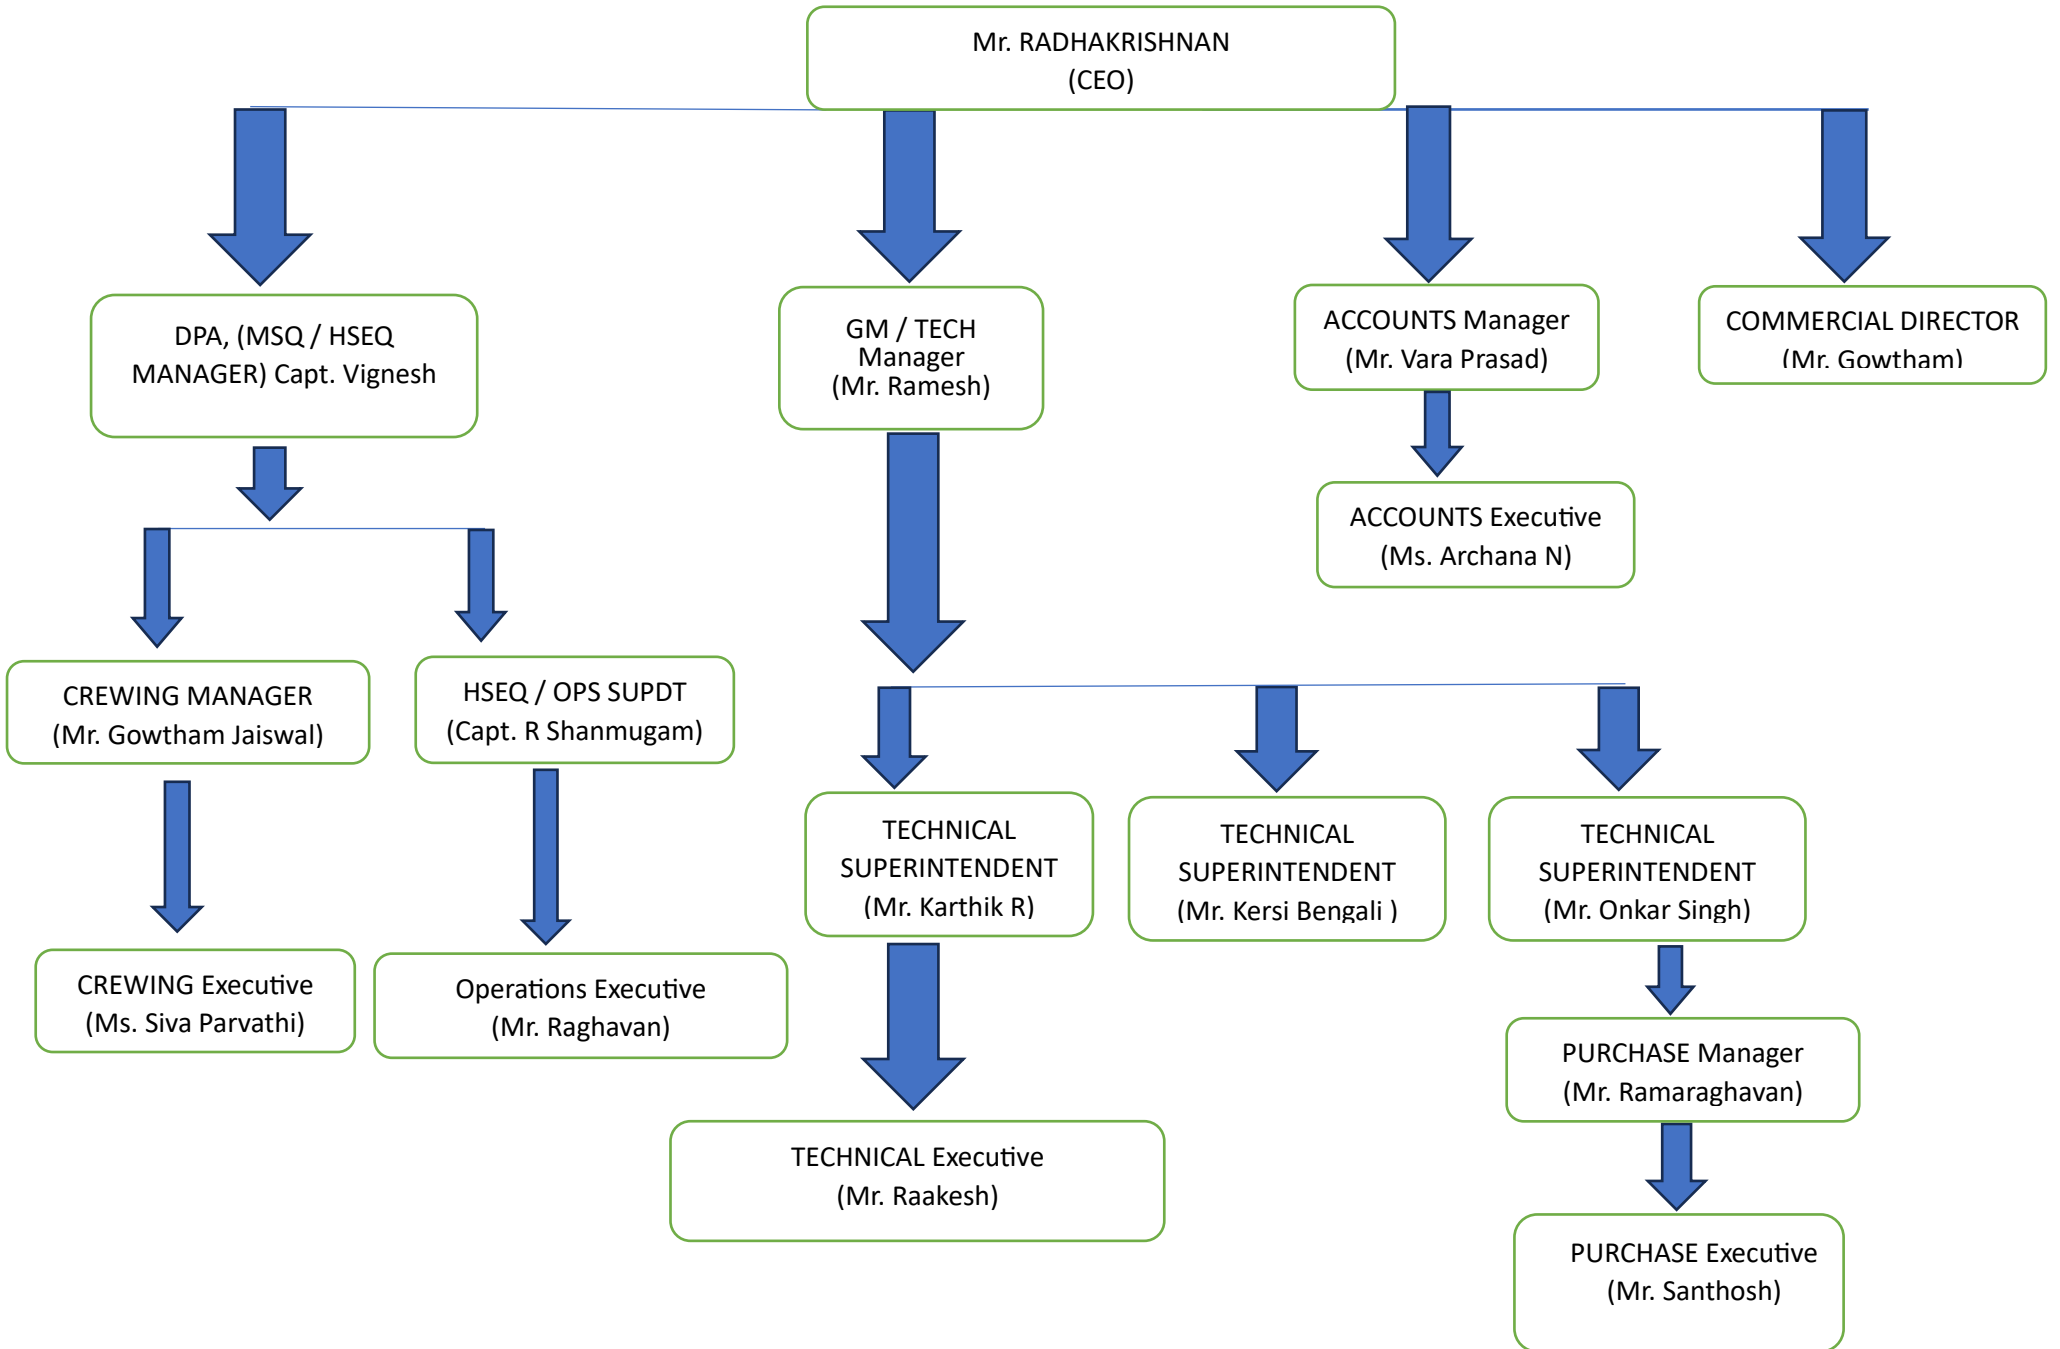 Mr. RADHAKRISHNAN
(CEO)
DPA, (MSQ / HSEQ
MANAGER) Capt. Vignesh
GM / TECH
Manager
(Mr. Ramesh)
ACCOUNTS Manager
(Mr. Vara Prasad)
COMMERCIAL DIRECTOR
(Mr. Gowtham)
ACCOUNTS Executive
(Ms. Archana N)
CREWING MANAGER
(Mr. Gowtham Jaiswal)
HSEQ / OPS SUPDT
(Capt. R Shanmugam)
TECHNICAL
SUPERINTENDENT
(Mr. Karthik R)
TECHNICAL
SUPERINTENDENT
(Mr. Kersi Bengali )
TECHNICAL
SUPERINTENDENT
(Mr. Onkar Singh)
CREWING Executive
(Ms. Siva Parvathi)
Operations Executive
(Mr. Raghavan)
PURCHASE Manager
(Mr. Ramaraghavan)
TECHNICAL Executive
(Mr. Raakesh)
PURCHASE Executive
(Mr. Santhosh)